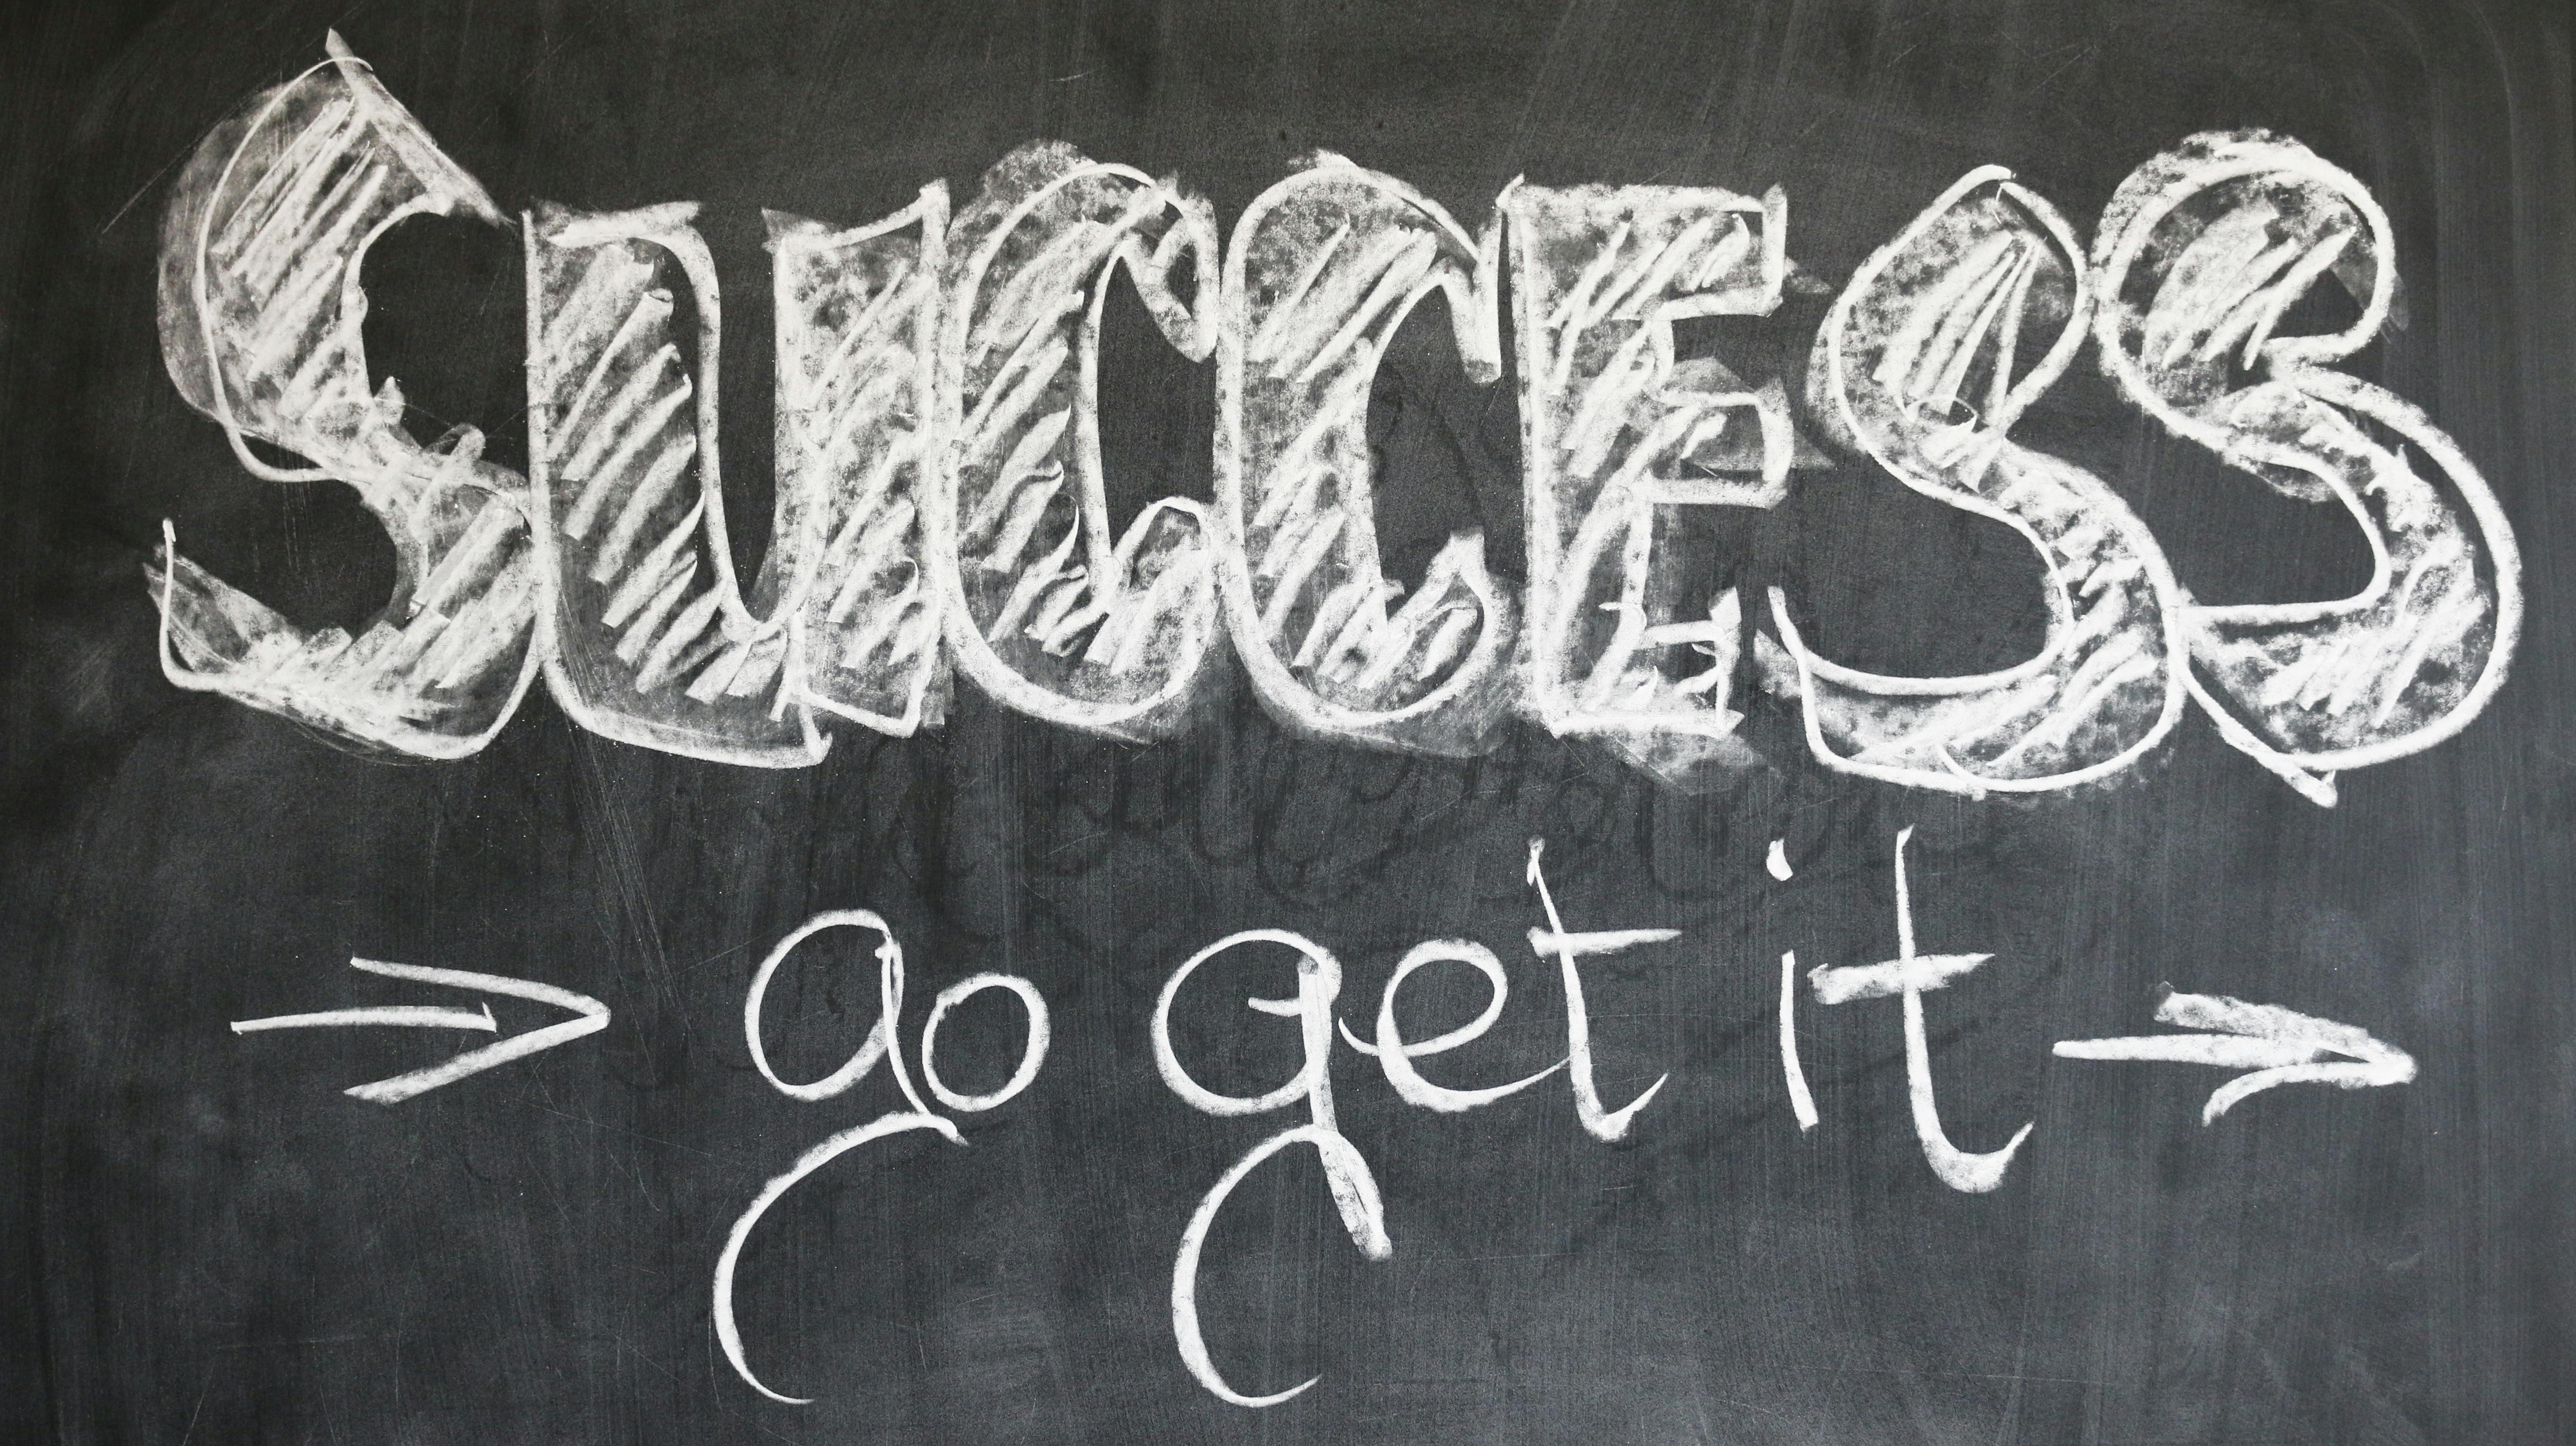 SUCCESS
→ go get it →